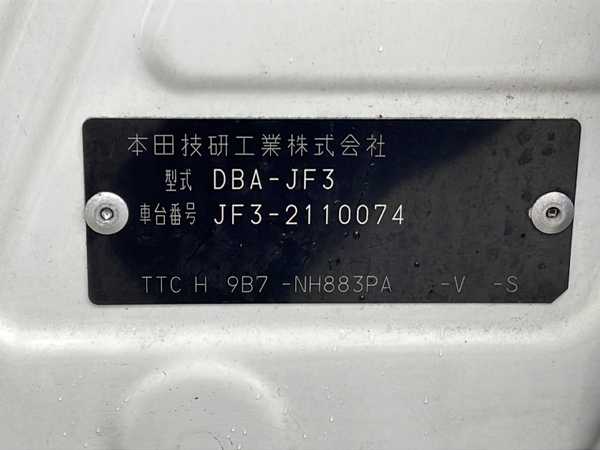 本田技研工業株式会社
型式 DBA-JF3
車台番号 JF3-2110074
TTC H 9B7 -NH883PA -V -S